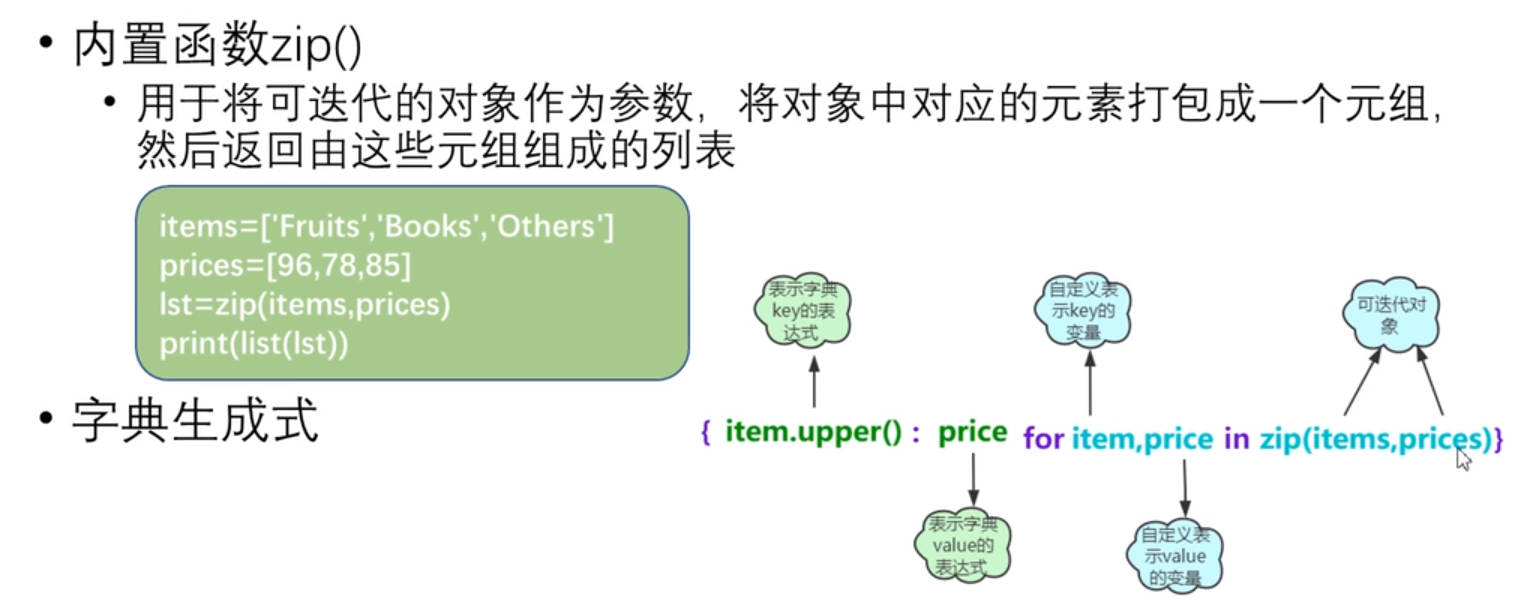 • 内置函数zip()
• 用于将可迭代的对象作为参数，将对象中对应的元素打包成一个元组，
然后返回由这些元组组成的列表
items=['Fruits','Books','Others']
prices=[96,78,85]
lst=zip(items,prices)
print(list(lst))
表示字典
key的表
达式
自定义表
示key的
变量
可迭代对
象
• 字典生成式
{ item.upper() : price for item,price in zip(items,prices)}
表示字典
value的
表达式
自定义表
示value
的变量